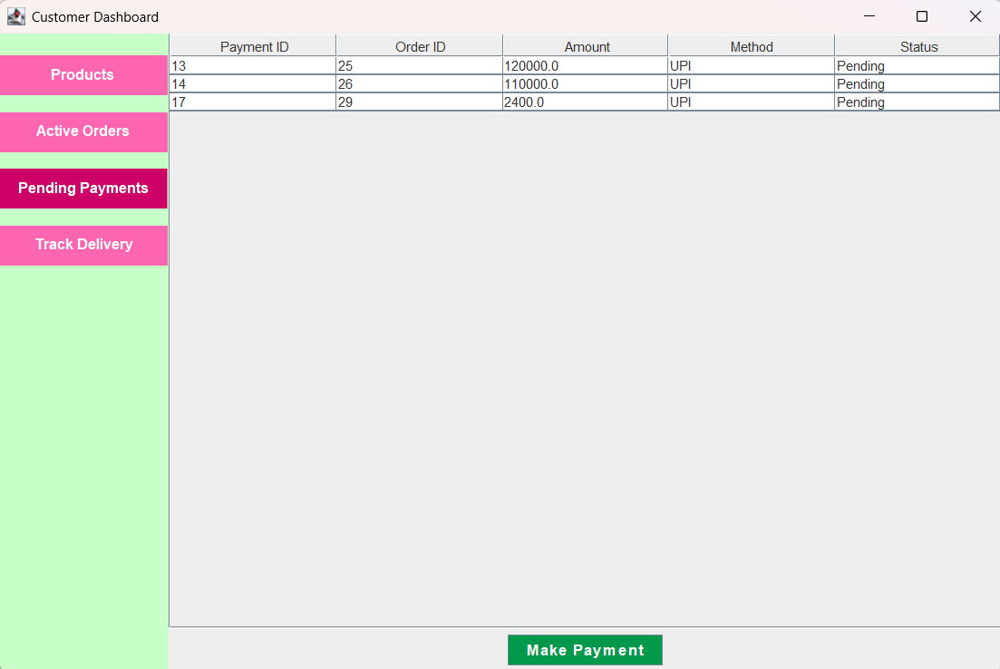 Customer Dashboard
Products
Active Orders
Pending Payments
Track Delivery
Payment ID Order ID Amount Method Status
13 25 120000.0 UPI Pending
14 26 110000.0 UPI Pending
17 29 2400.0 UPI Pending
Make Payment